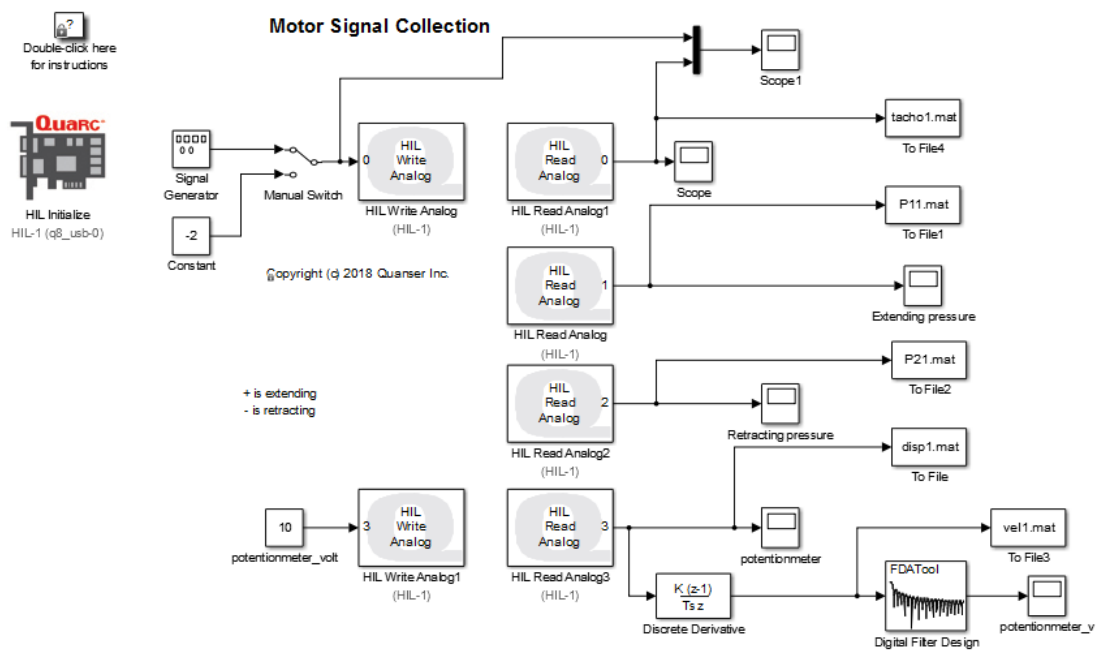 Motor Signal Collection
?
Double-click here
for instructions
QUARC
HIL Initialize
HIL-1 (q8_usb-0)
Signal
Generator
-2
Constant
Manual Switch
0
HIL
Write
Analog
HIL Write Analog
(HIL-1)
HIL
Read
Analog
0
HIL Read Analog1
(HIL-1)
Scope1
Scope
tacho1.mat
To File4
P11.mat
To File1
Copyright (c) 2018 Quanser Inc.
HIL
Read
Analog
1
HIL Read Analog
(HIL-1)
Extending pressure
+ is extending
- is retracting
HIL
Read
Analog
2
HIL Read Analog2
(HIL-1)
P21.mat
To File2
Retracting pressure
disp1.mat
To File
10
potentionmeter_volt
3
HIL
Write
Analog
HIL Write Analog1
(HIL-1)
HIL
Read
Analog
3
HIL Read Analog3
(HIL-1)
potentionmeter
vel1.mat
To File3
K (z-1)
Ts z
Discrete Derivative
FDATool
Digital Filter Design
potentionmeter_v